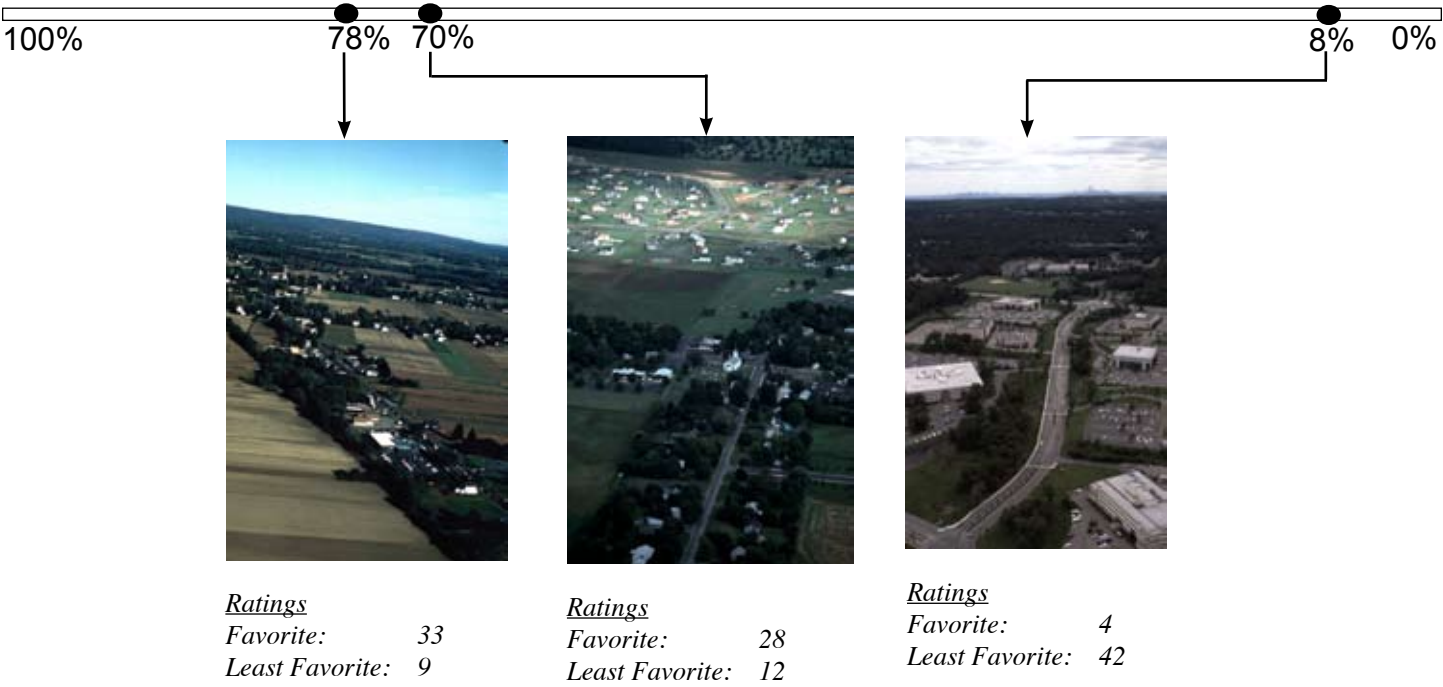 100% 78% 70% 8% 0%
Ratings
Favorite: 33
Least Favorite: 9
Ratings
Favorite: 28
Least Favorite: 12
Ratings
Favorite: 4
Least Favorite: 42